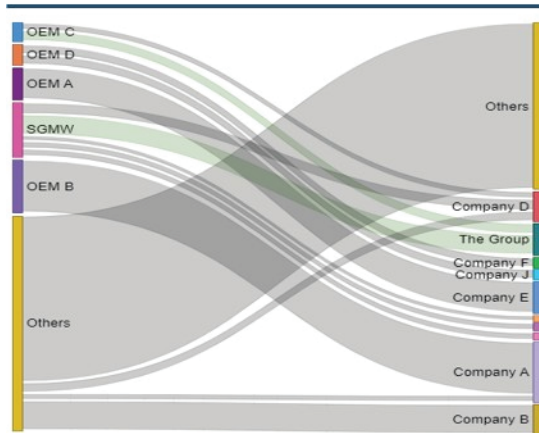 OEM C
OEM D
OEM A
SGMW
OEM B
Others
Others
Company D
The Group
Company F
Company J
Company E
Company A
Company B